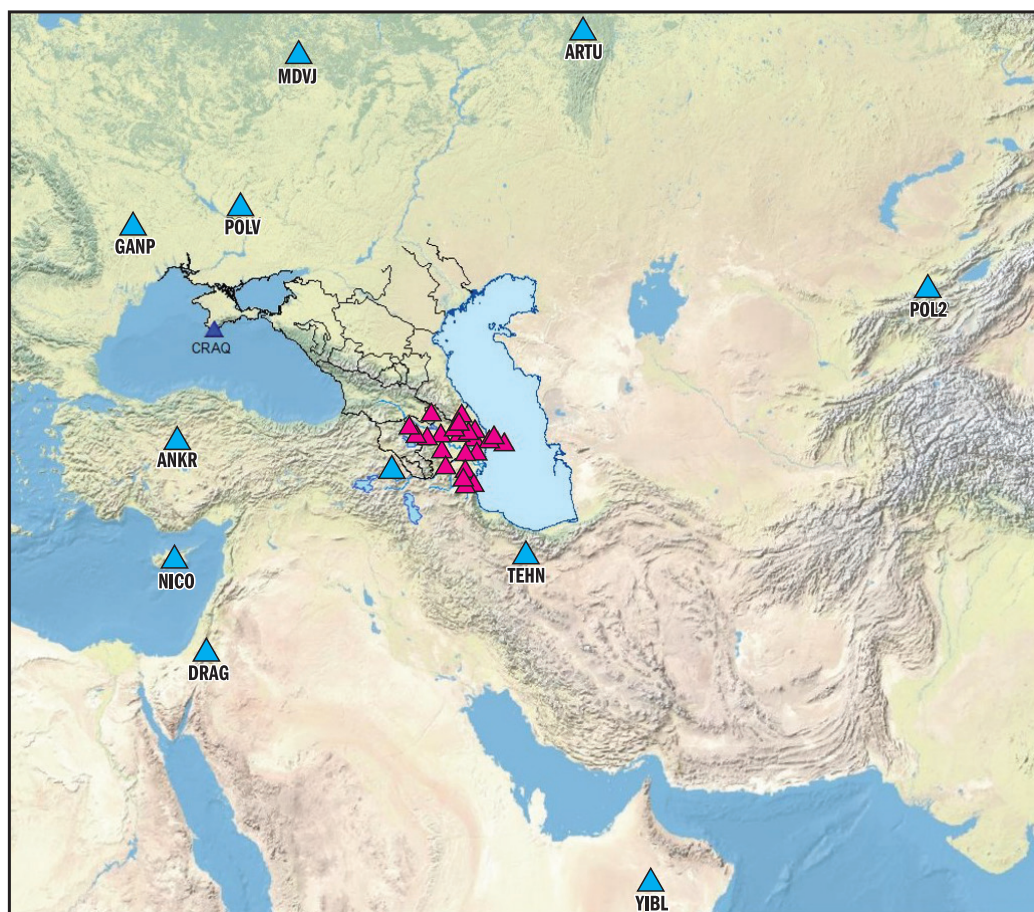 ARTU
MDVJ
POLV
GANP
POL2
CRAQ
ANKR
NICO
TEHN
DRAG
YIBL